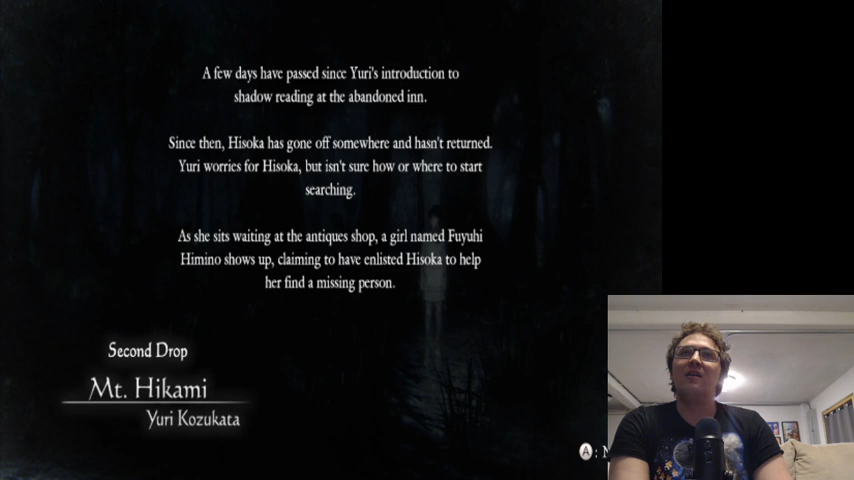 A few days have passed since Yuri's introduction to
shadow reading at the abandoned inn.
Since then, Hisoka has gone off somewhere and hasn't returned.
Yuri worries for Hisoka, but isn't sure how or where to start
searching.
As she sits waiting at the antiques shop, a girl named Fuyuhi
Himino shows up, claiming to have enlisted Hisoka to help
her find a missing person.
Second Drop
Mt. Hikami
Yuri Kozukata
A :